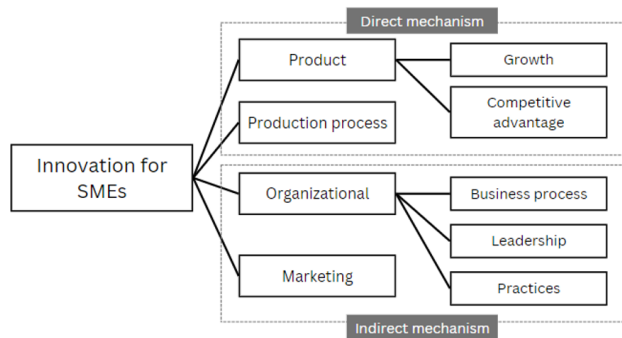 Direct mechanism
Product
Growth
Production process
Competitive
advantage
Innovation for
SMEs
Organizational
Business process
Leadership
Marketing
Practices
Indirect mechanism